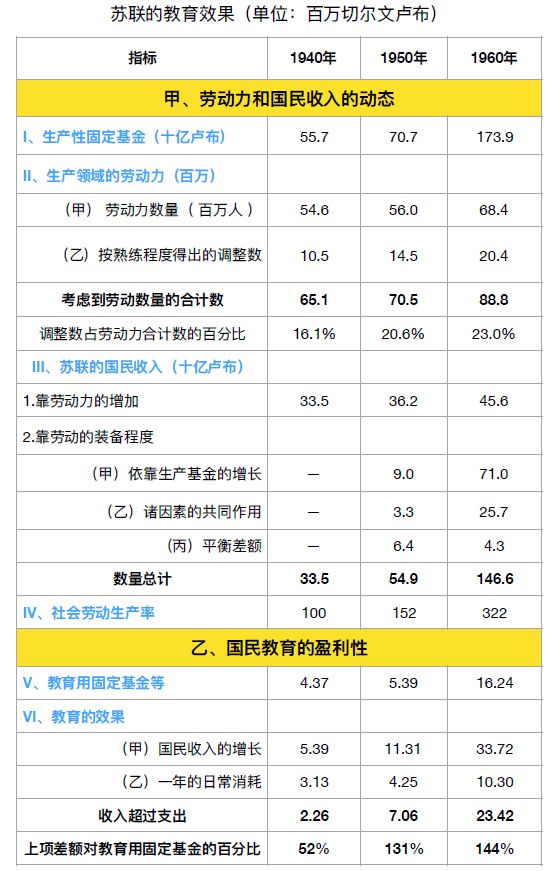 苏联的教育效果（单位：百万切尔文卢布）
指标 1940年 1950年 1960年
甲、劳动力和国民收入的动态
I、生产性固定基金（十亿卢布） 55.7 70.7 173.9
II、生产领域的劳动力（百万）
（甲） 劳动力数量（百万人） 54.6 56.0 68.4
（乙）按熟练程度得出的调整数 10.5 14.5 20.4
考虑到劳动数量的合计数 65.1 70.5 88.8
调整数占劳动力合计数的百分比 16.1% 20.6% 23.0%
III、苏联的国民收入（十亿卢布）
1.靠劳动力的增加 33.5 36.2 45.6
2.靠劳动的装备程度
（甲）依靠生产基金的增长 — 9.0 71.0
（乙）诸因素的共同作用 — 3.3 25.7
（丙）平衡差额 — 6.4 4.3
数量总计 33.5 54.9 146.6
IV、社会劳动生产率 100 152 322
乙、国民教育的盈利性
V、教育用固定基金等 4.37 5.39 16.24
VI、教育的效果
（甲）国民收入的增长 5.39 11.31 33.72
（乙）一年的日常消耗 3.13 4.25 10.30
收入超过支出 2.26 7.06 23.42
上项差额对教育用固定基金的百分比 52% 131% 144%